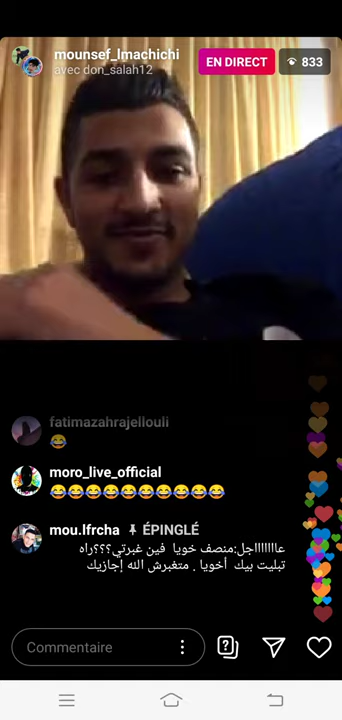 mounsef_lmachichi
avec don_salah12
EN DIRECT
833
fatimazahrajellouli
😂
moro_live_official
😂😂😂😂😂😂😂😂😂😂
mou.lfrcha ÉPINGLÉ
عاااااااجل:منصف خويا فين غبرتي؟؟؟راه
تبليت بيك أخويا . متغبرش الله إجازيك
Commentaire